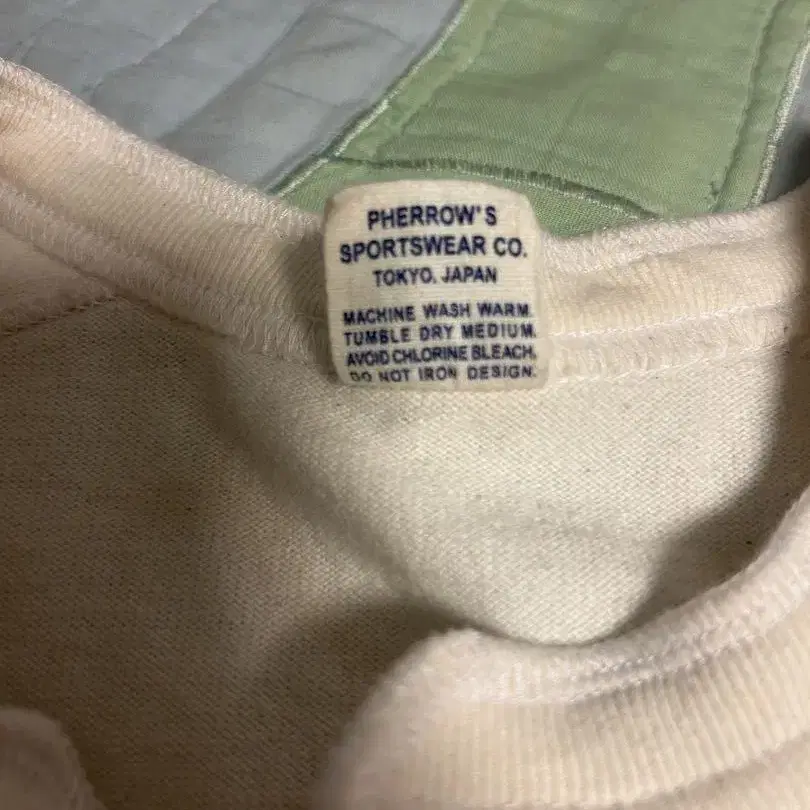 PHERROW'S
SPORTSWEAR CO.
TOKYO, JAPAN
MACHINE WASH WARM.
TUMBLE DRY MEDIUM.
AVOID CHLORINE BLEACH.
DO NOT IRON DESIGN.